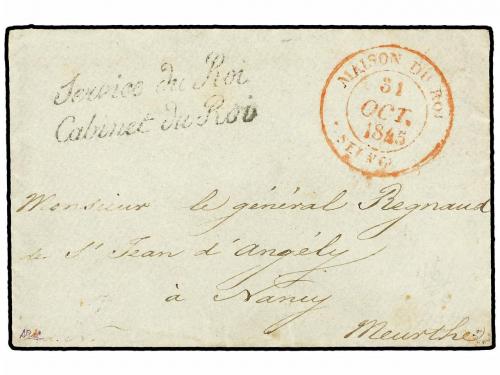 Service du Roi
Cabinet du Roi
MAISON DU ROI
31
OCT.
1845
Monsieur le général Regnaud
de St Jean d'Angély
à Nancy
Meurthe